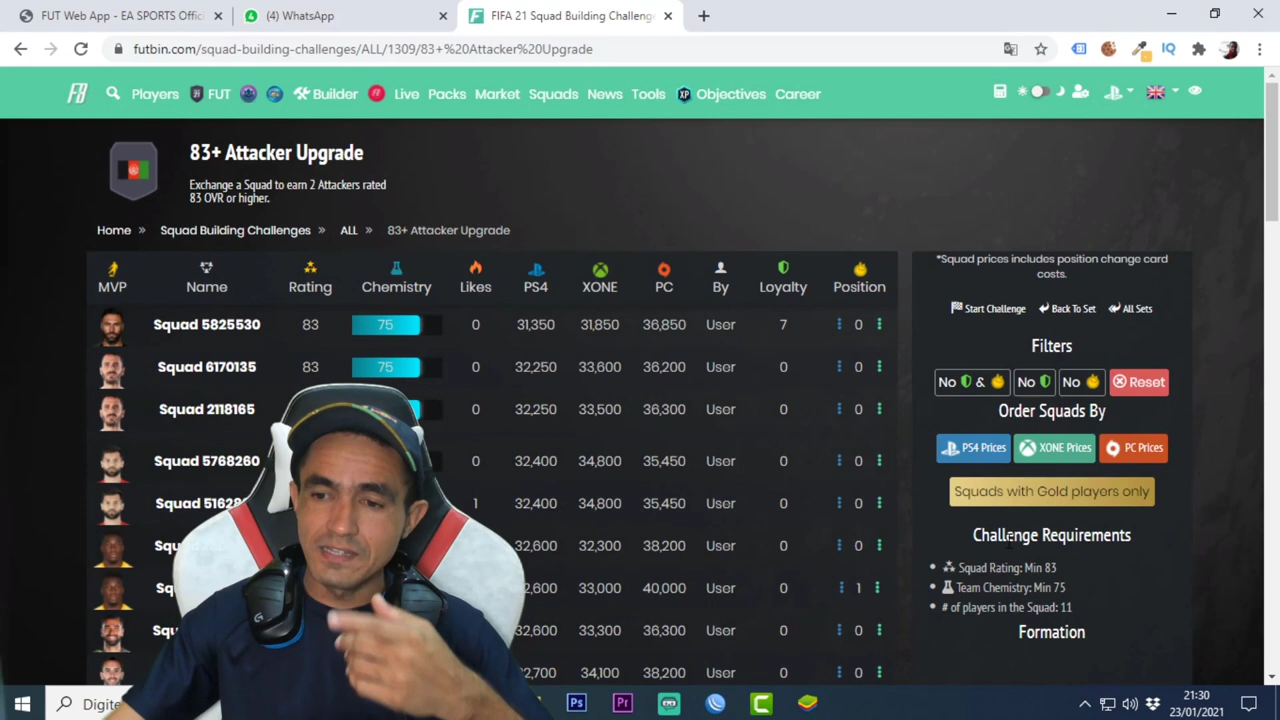 FUT Web App - EA SPORTS Offici
(4) WhatsApp
FIFA 21 Squad Building Challenge
futbin.com/squad-building-challenges/ALL/1309/83+%20Attacker%20Upgrade
Players FUT Builder Live Packs Market Squads News Tools XP Objectives Career
83+ Attacker Upgrade
Exchange a Squad to earn 2 Attackers rated
83 OVR or higher.
Home » Squad Building Challenges » ALL » 83+ Attacker Upgrade
MVP Name Rating Chemistry Likes PS4 XONE PC By Loyalty Position
Squad 5825530 83 75 0 31,350 31,850 36,850 User 7 0
Squad 6170135 83 75 0 32,250 33,600 36,200 User 0 0
Squad 2118165 0 32,250 33,500 36,300 User 0 0
Squad 5768260 0 32,400 34,800 35,450 User 0 0
1 32,400 34,800 35,450 User 0 0
32,600 32,300 38,200 User 0 0
32,600 33,000 40,000 User 0 1
32,600 33,300 36,300 User 0 0
32,700 34,100 38,200 User 0 0
*Squad prices includes position change card
costs.
Start Challenge Back To Set All Sets
Filters
No & No No Reset
Order Squads By
PS4 Prices XONE Prices PC Prices
Squads with Gold players only
Challenge Requirements
Squad Rating: Min 83
Team Chemistry: Min 75
# of players in the Squad: 11
Formation
Digite
Ps Pr
21:30
23/01/2021